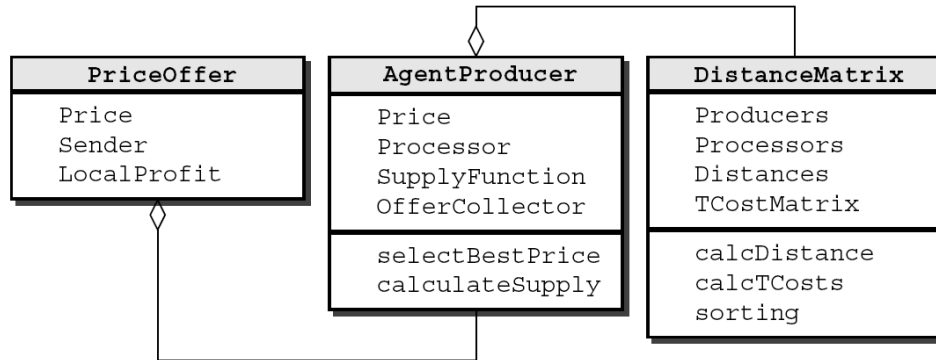 PriceOffer
Price
Sender
LocalProfit
AgentProducer
Price
Processor
SupplyFunction
OfferCollector
selectBestPrice
calculateSupply
DistanceMatrix
Producers
Processors
Distances
TCostMatrix
calcDistance
calcTCosts
sorting